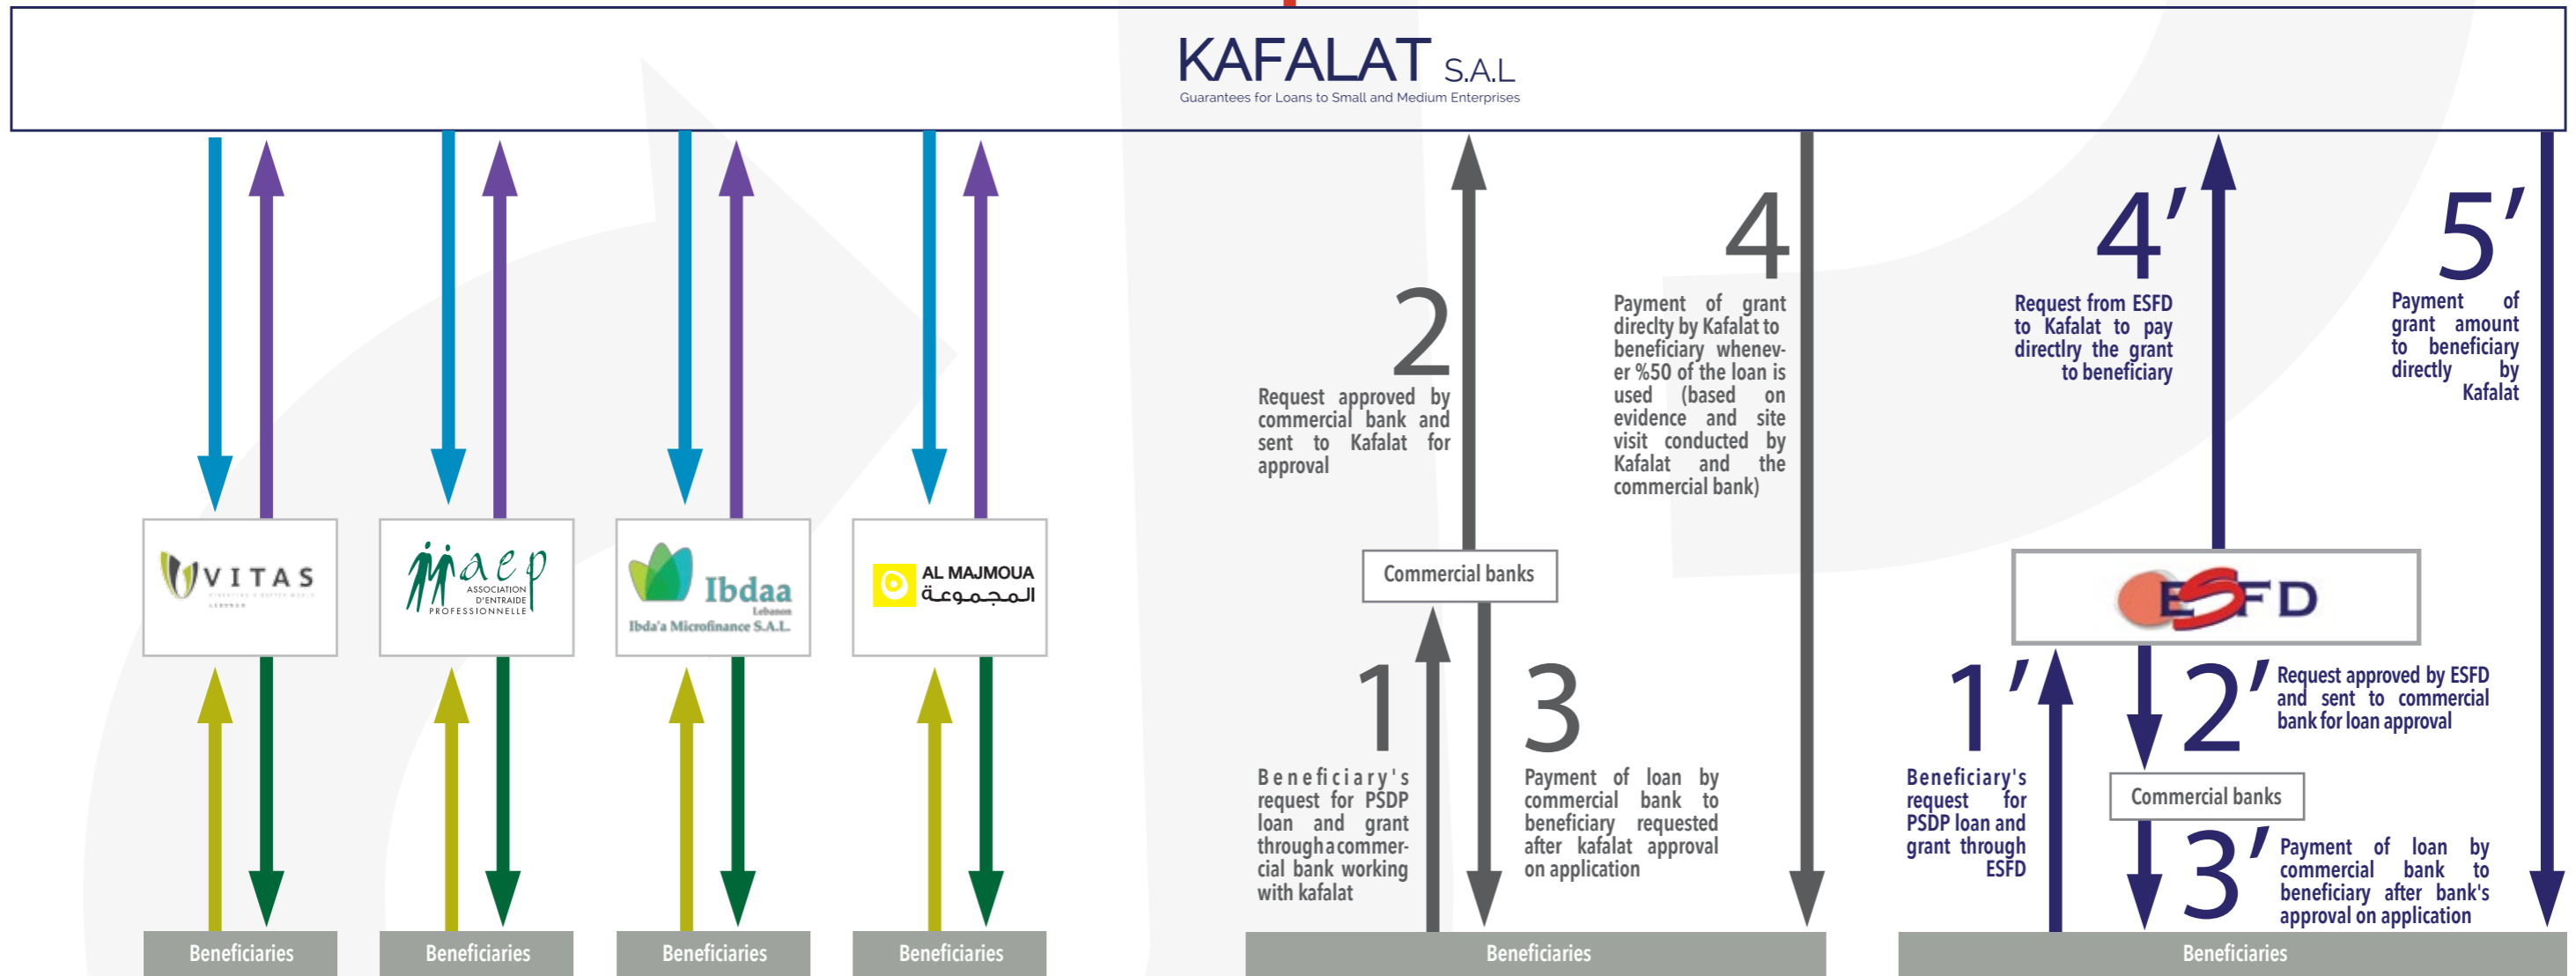 KAFALAT S.A.L
Guarantees for Loans to Small and Medium Enterprises
VITAS
LEBANON
aep
ASSOCIATION
D'ENTRAIDE
PROFESSIONNELLE
Ibdaa
Lebanon
Ibda'a Microfinance S.A.L.
AL MAJMOUA
المجموعة
Beneficiaries
Beneficiaries
Beneficiaries
Beneficiaries
1
Beneficiary's
request for PSDP
loan and grant
through a commer-
cial bank working
with kafalat
2
Request approved by
commercial bank and
sent to Kafalat for
approval
Commercial banks
3
Payment of loan by
commercial bank to
beneficiary requested
after kafalat approval
on application
4
Payment of grant
direclty by Kafalat to
beneficiary whenev-
er %50 of the loan is
used (based on
evidence and site
visit conducted by
Kafalat and the
commercial bank)
Beneficiaries
1'
Beneficiary's
request for
PSDP loan and
grant through
ESFD
ESFD
2'
Request approved by ESFD
and sent to commercial
bank for loan approval
Commercial banks
3'
Payment of loan by
commercial bank to
beneficiary after bank's
approval on application
4'
Request from ESFD
to Kafalat to pay
directlry the grant
to beneficiary
5'
Payment of
grant amount
to beneficiary
directly by
Kafalat
Beneficiaries